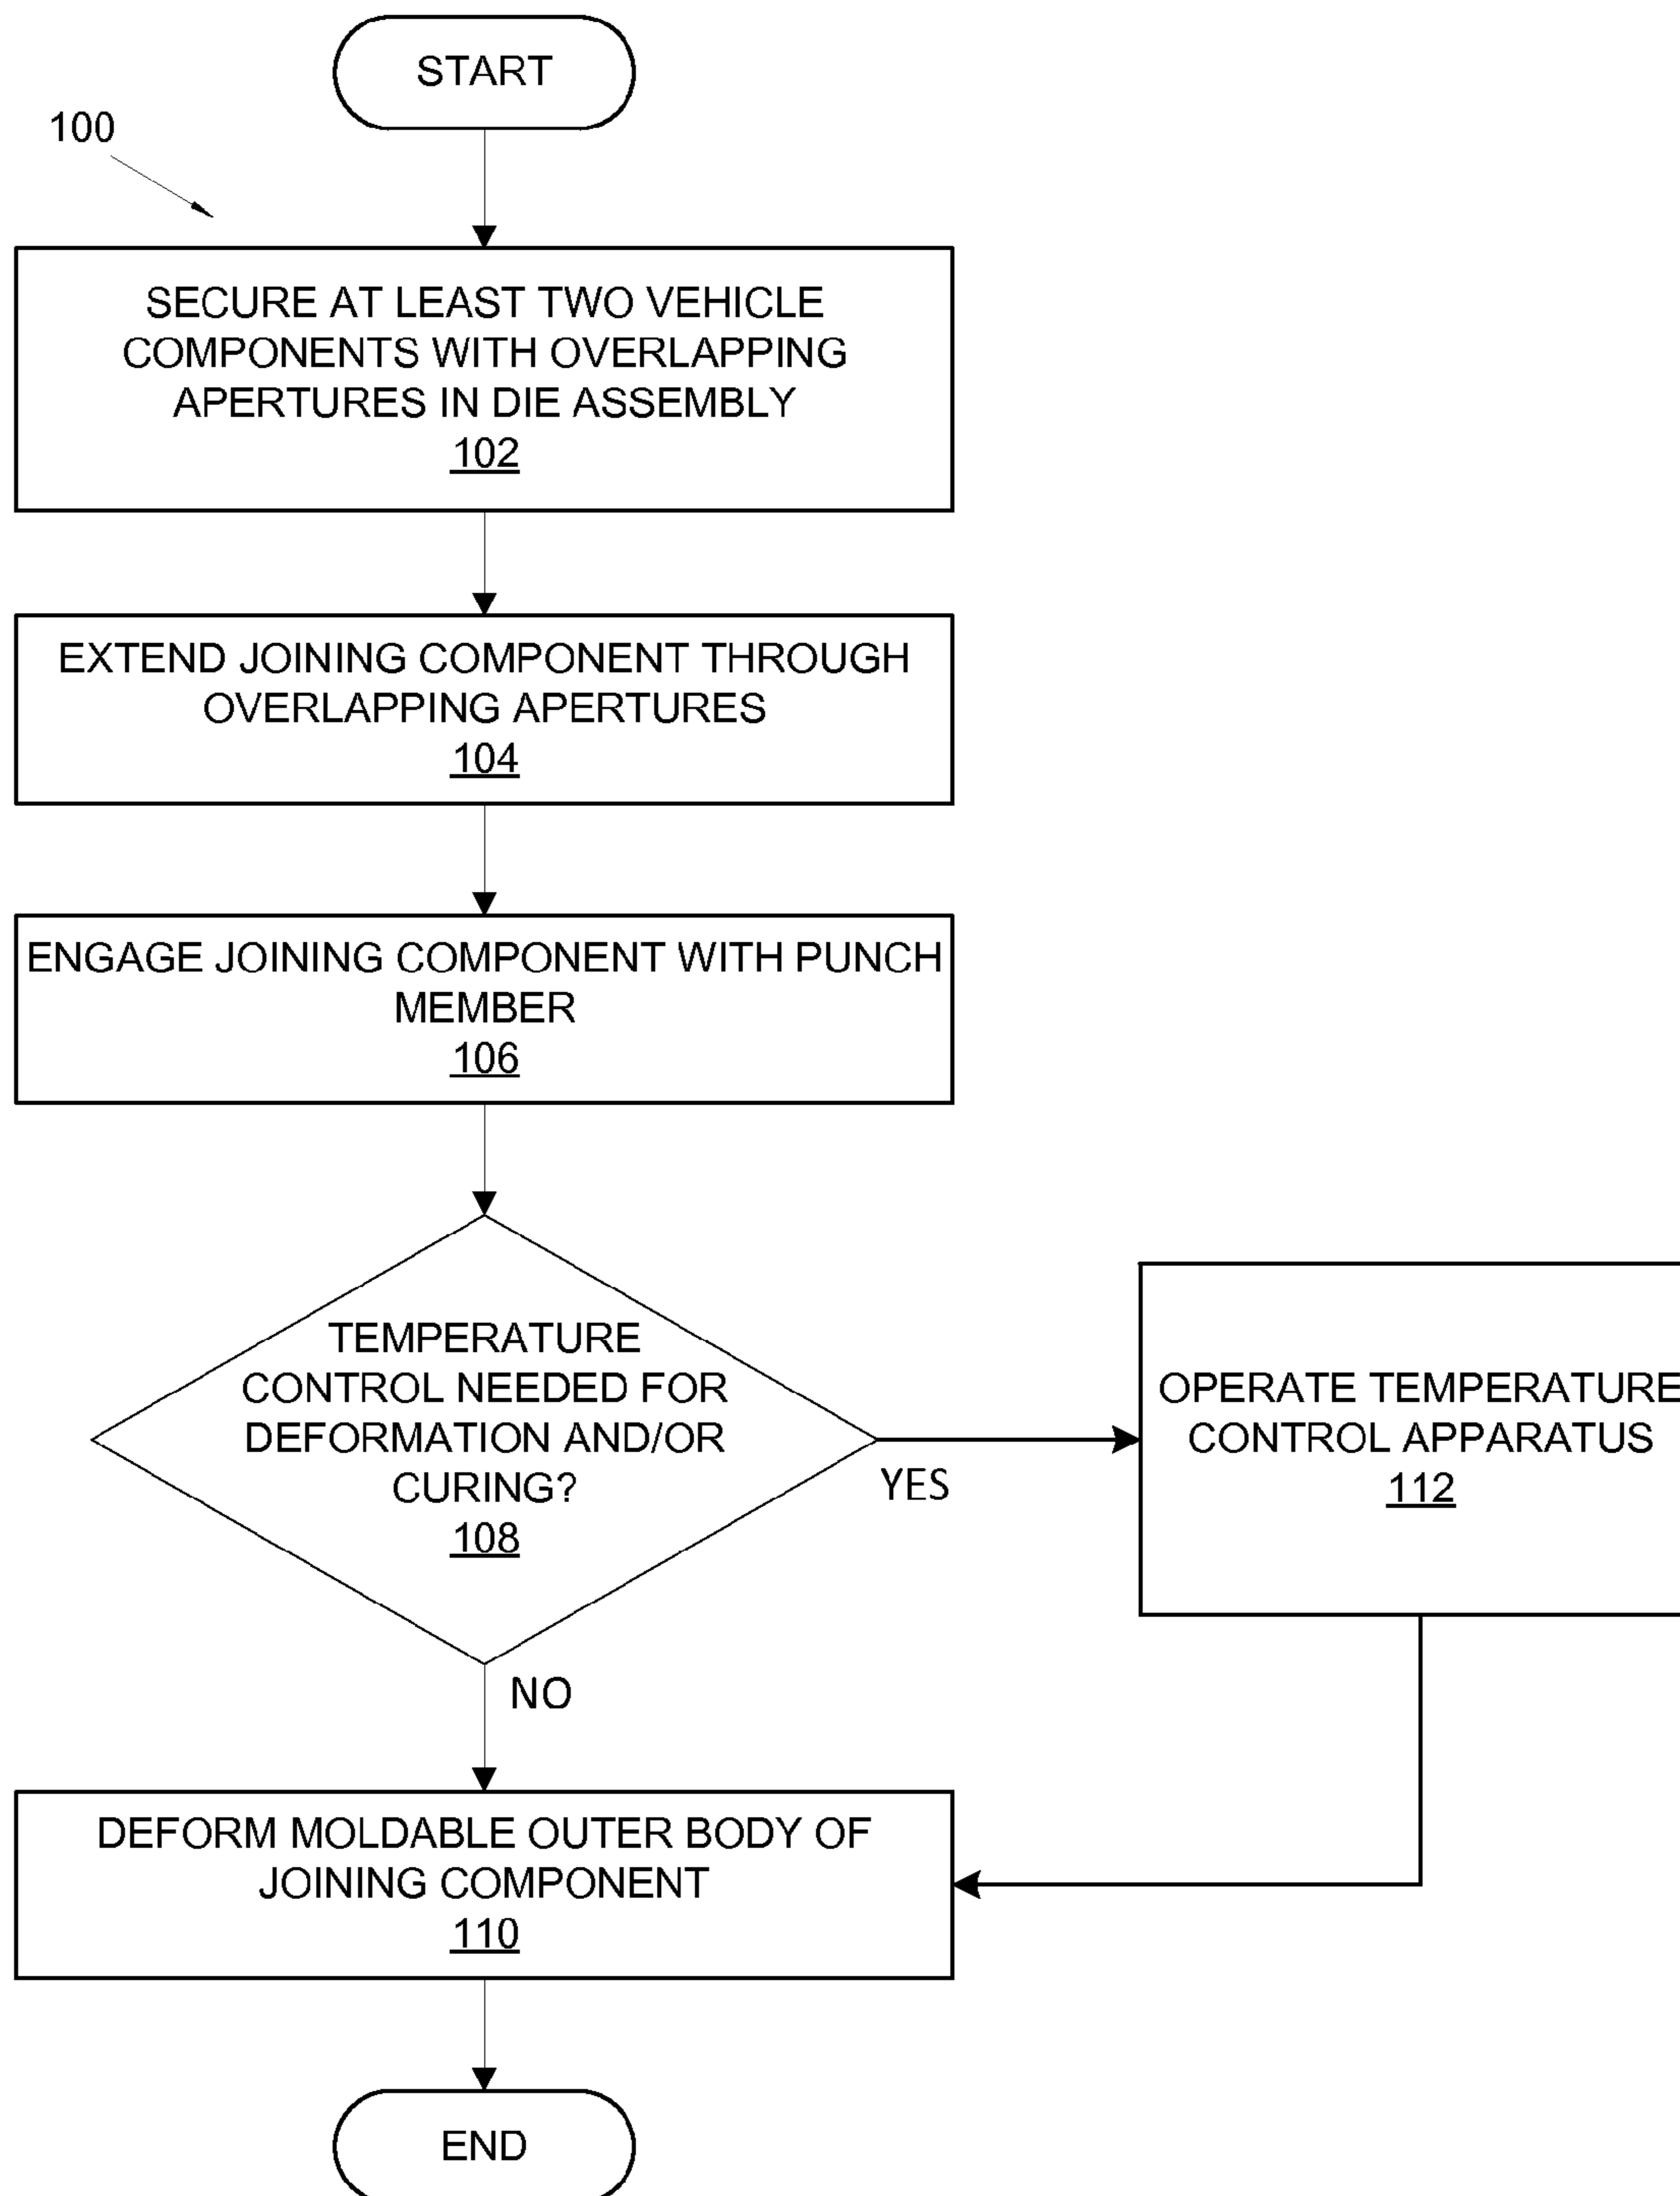 START
100
SECURE AT LEAST TWO VEHICLE
COMPONENTS WITH OVERLAPPING
APERTURES IN DIE ASSEMBLY
102
EXTEND JOINING COMPONENT THROUGH
OVERLAPPING APERTURES
104
ENGAGE JOINING COMPONENT WITH PUNCH
MEMBER
106
TEMPERATURE
CONTROL NEEDED FOR
DEFORMATION AND/OR
CURING?
108
YES
OPERATE TEMPERATURE
CONTROL APPARATUS
112
NO
DEFORM MOLDABLE OUTER BODY OF
JOINING COMPONENT
110
END